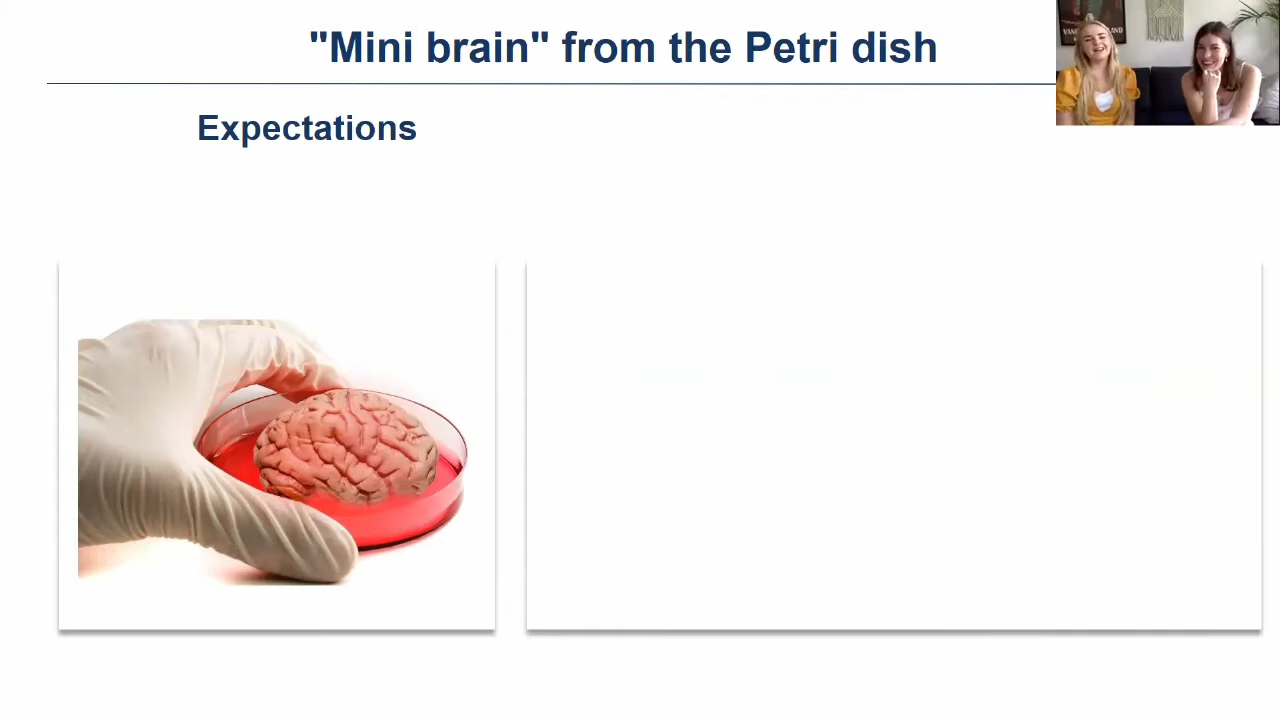 "Mini brain" from the Petri dish
Expectations